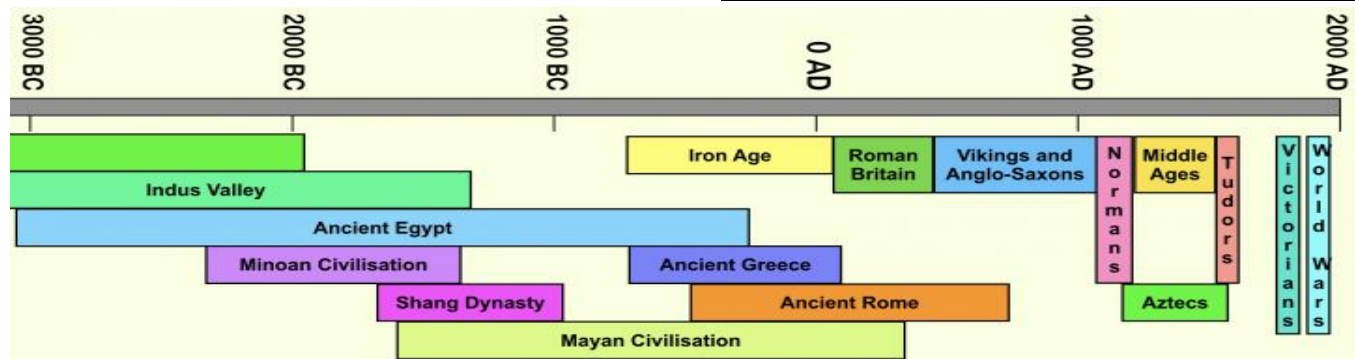 3000 BC
2000 BC
1000 BC
0 AD
1000 AD
2000 AD
Iron Age
Roman
Britain
Vikings and
Anglo-Saxons
Normans
Middle
Ages
Tudors
Victorians
World Wars
Indus Valley
Ancient Egypt
Minoan Civilisation
Ancient Greece
Shang Dynasty
Ancient Rome
Aztecs
Mayan Civilisation